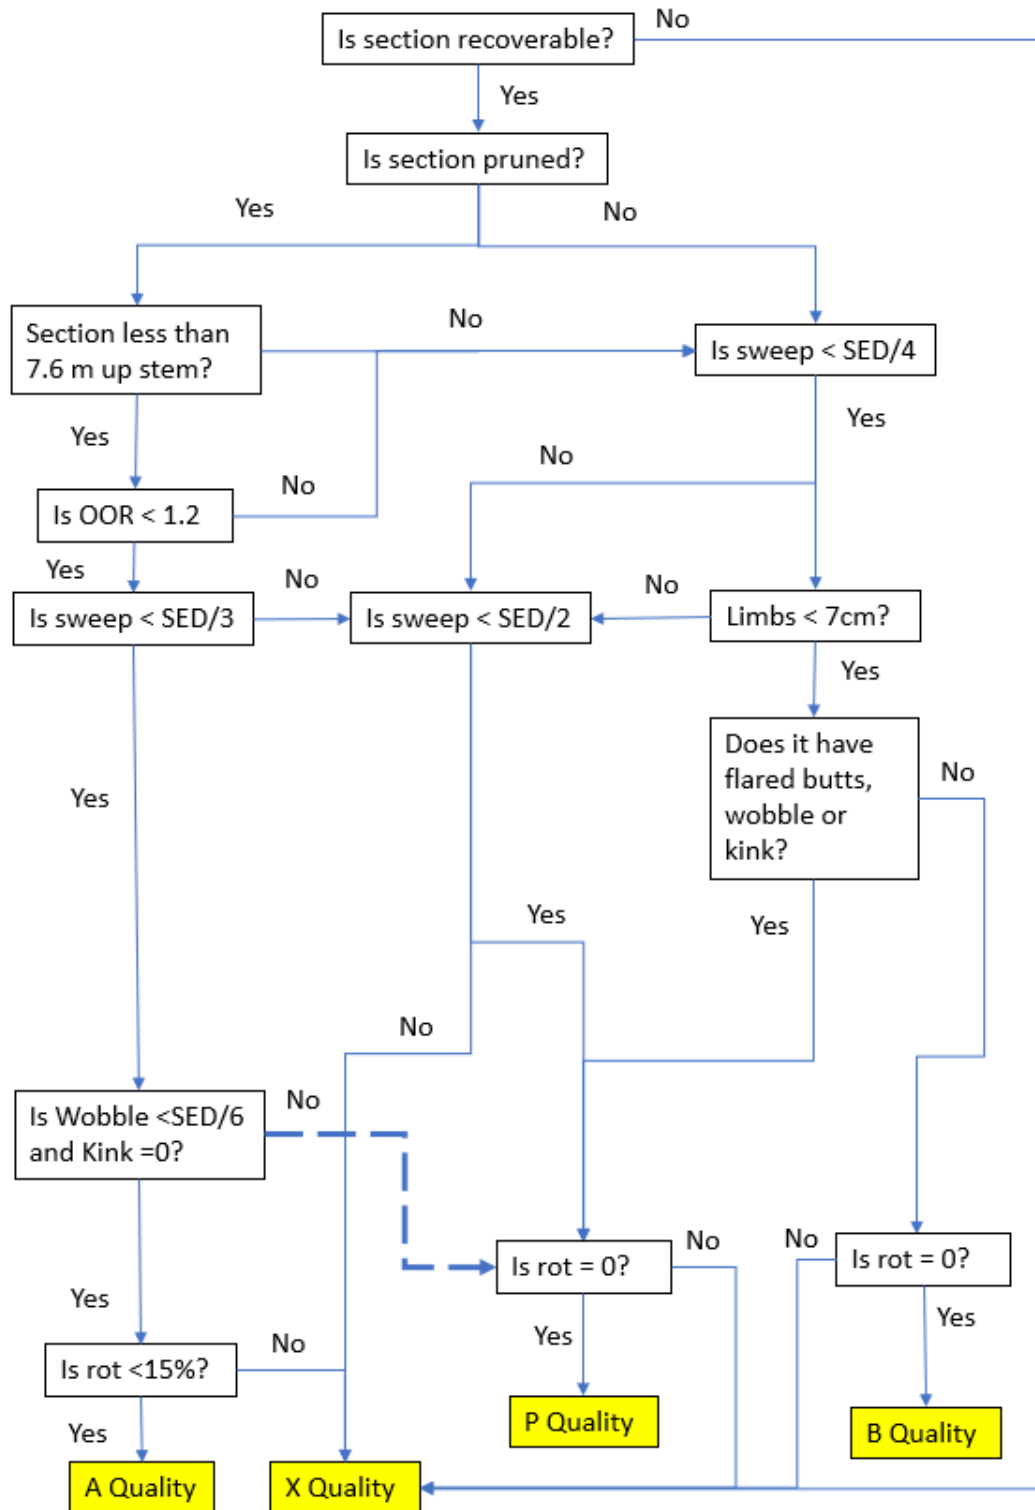 No
Is section recoverable?
Yes
Is section pruned?
Yes
No
Section less than
7.6 m up stem?
No
Is sweep < SED/4
Yes
Yes
No
Is OOR < 1.2
No
Yes
No
No
Is sweep < SED/3
Is sweep < SED/2
Limbs < 7cm?
Yes
Does it have
flared butts,
wobble or
kink?
No
Yes
Yes
Yes
No
Is Wobble <SED/6
and Kink =0?
No
No
No
Is rot = 0?
Is rot = 0?
Yes
Yes
Yes
Is rot <15%?
No
P Quality
B Quality
Yes
A Quality
X Quality